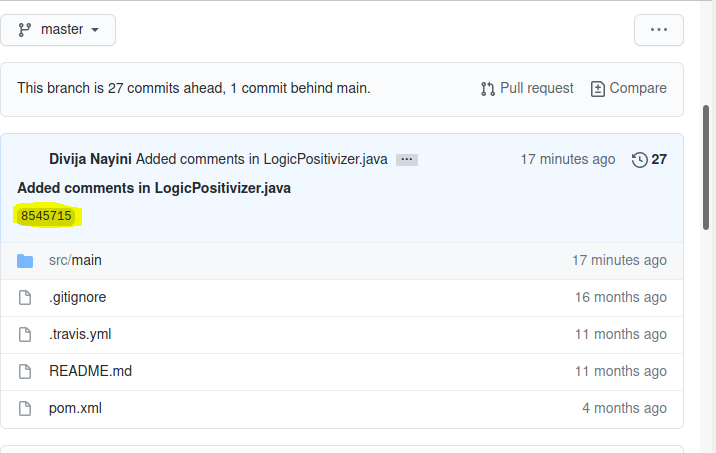 master
This branch is 27 commits ahead, 1 commit behind main.
Pull request
Compare
Divija Nayini Added comments in LogicPositivizer.java ... 17 minutes ago 27
Added comments in LogicPositivizer.java
8545715
src/main 17 minutes ago
.gitignore 16 months ago
.travis.yml 11 months ago
README.md 11 months ago
pom.xml 4 months ago